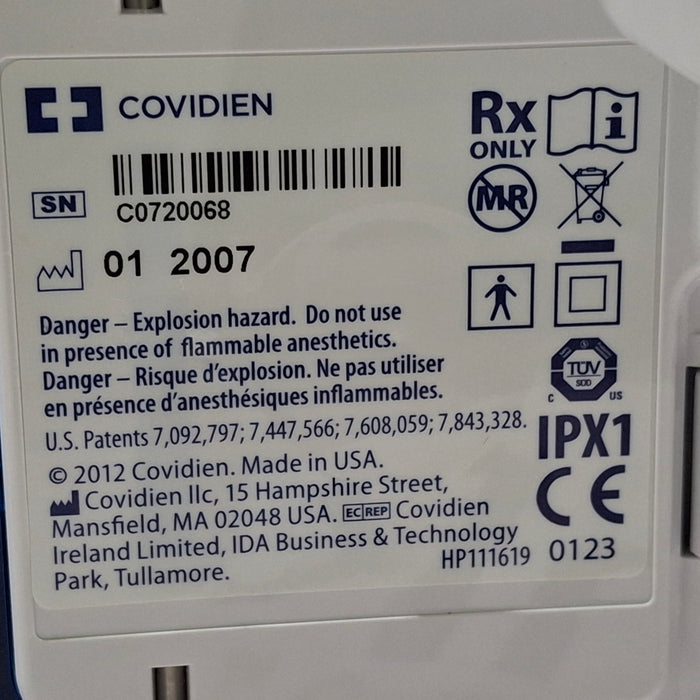 COVIDIEN
Rx
ONLY
SN
C0720068
MR
01 2007
Danger – Explosion hazard. Do not use
in presence of flammable anesthetics.
Danger – Risque d'explosion. Ne pas utiliser
en présence d'anesthésiques inflammables.
U.S. Patents 7,092,797; 7,447,566; 7,608,059; 7,843,328.
© 2012 Covidien. Made in USA.
Covidien llc, 15 Hampshire Street,
Mansfield, MA 02048 USA. EC REP Covidien
Ireland Limited, IDA Business & Technology
Park, Tullamore.
HP111619
i
TÜV
SÜD
C US
IPX1
CE
0123